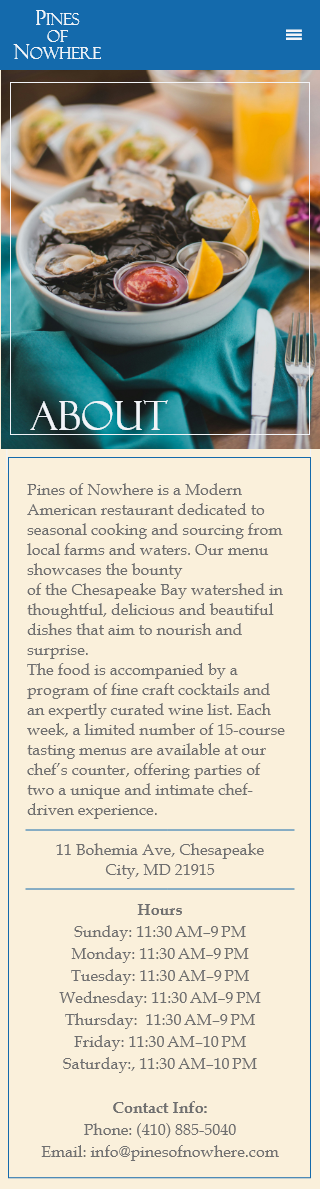 PINES
OF
NOWHERE
ABOUT
Pines of Nowhere is a Modern
American restaurant dedicated to
seasonal cooking and sourcing from
local farms and waters. Our menu
showcases the bounty
of the Chesapeake Bay watershed in
thoughtful, delicious and beautiful
dishes that aim to nourish and
surprise.
The food is accompanied by a
program of fine craft cocktails and
an expertly curated wine list. Each
week, a limited number of 15-course
tasting menus are available at our
chef's counter, offering parties of
two a unique and intimate chef-
driven experience.
11 Bohemia Ave, Chesapeake
City, MD 21915
Hours
Sunday: 11:30 AM–9 PM
Monday: 11:30 AM–9 PM
Tuesday: 11:30 AM–9 PM
Wednesday: 11:30 AM–9 PM
Thursday:  11:30 AM–9 PM
Friday: 11:30 AM–10 PM
Saturday:, 11:30 AM–10 PM
Contact Info:
Phone: (410) 885-5040
Email: info@pinesofnowhere.com